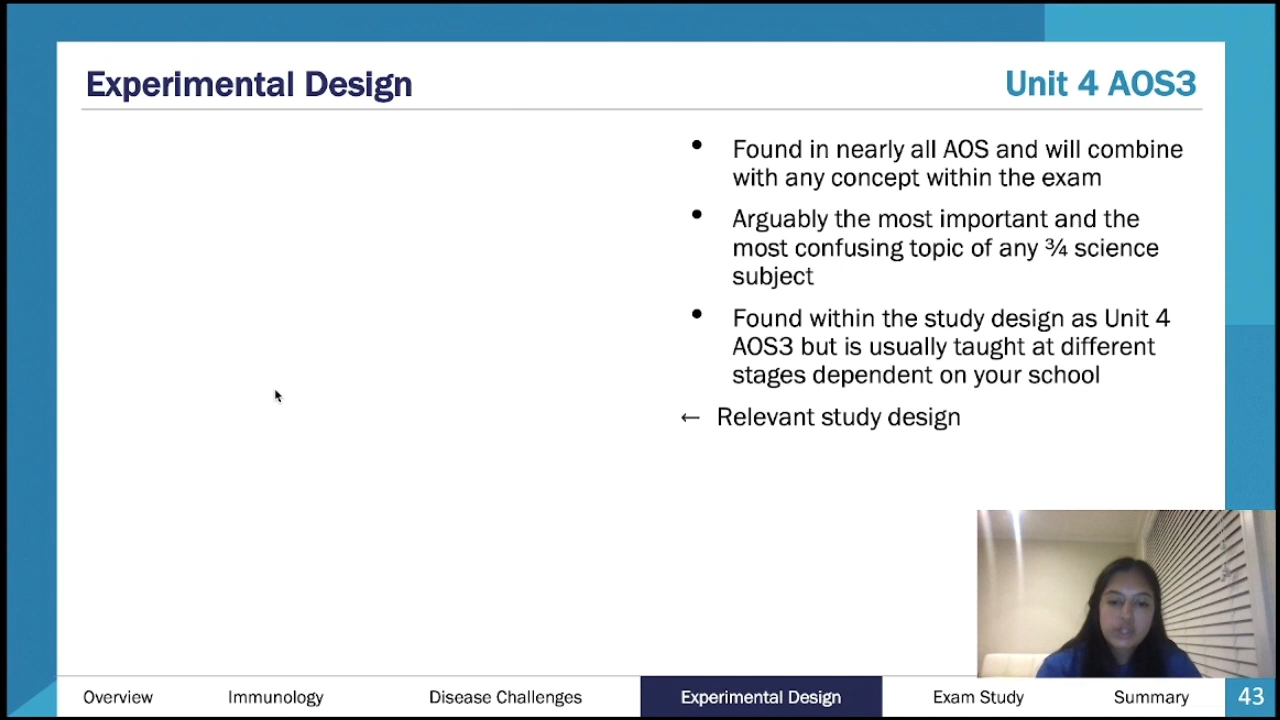 Experimental Design
Unit 4 AOS3
• Found in nearly all AOS and will combine
with any concept within the exam
• Arguably the most important and the
most confusing topic of any ¾ science
subject
• Found within the study design as Unit 4
AOS3 but is usually taught at different
stages dependent on your school
← Relevant study design
Overview Immunology Disease Challenges Experimental Design Exam Study Summary 43